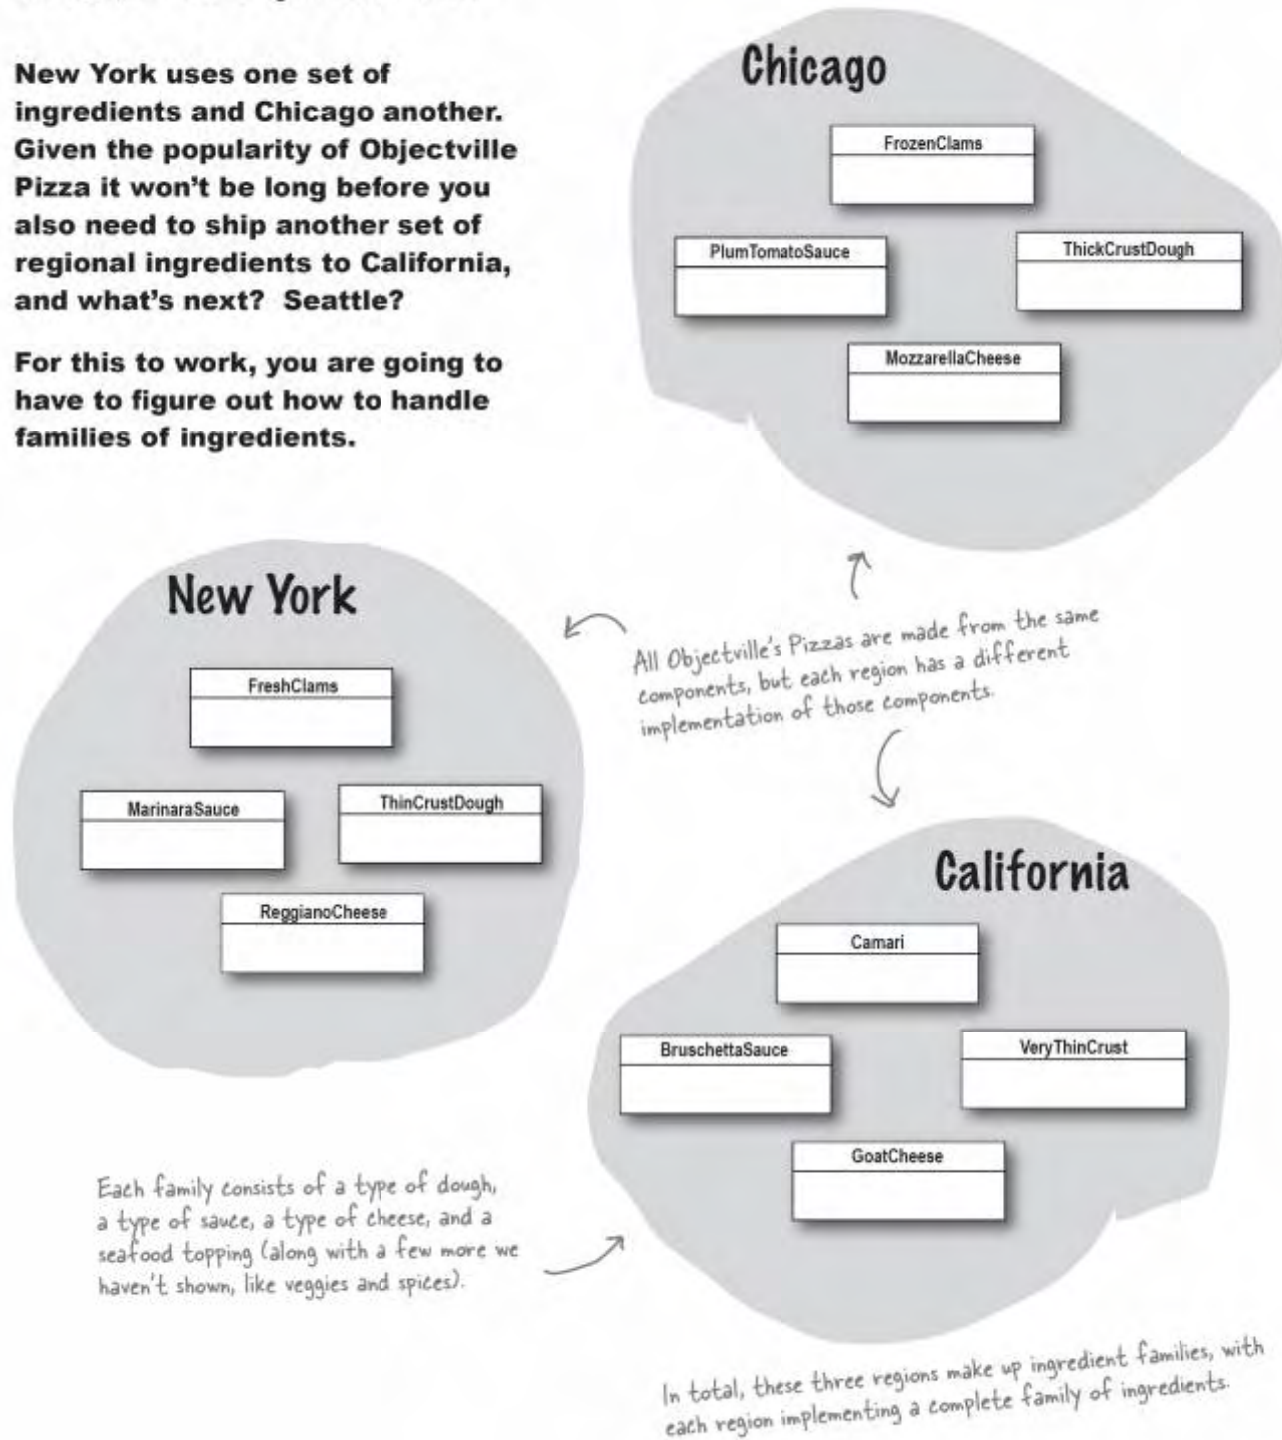 New York uses one set of
ingredients and Chicago another.
Given the popularity of Objectville
Pizza it won't be long before you
also need to ship another set of
regional ingredients to California,
and what's next?  Seattle?
For this to work, you are going to
have to figure out how to handle
families of ingredients.
Chicago
FrozenClams
PlumTomatoSauce
ThickCrustDough
MozzarellaCheese
New York
FreshClams
MarinaraSauce
ThinCrustDough
ReggianoCheese
All Objectville's Pizzas are made from the same
components, but each region has a different
implementation of those components.
California
Camari
BruschettaSauce
VeryThinCrust
GoatCheese
Each family consists of a type of dough,
a type of sauce, a type of cheese, and a
seafood topping (along with a few more we
haven't shown, like veggies and spices).
In total, these three regions make up ingredient families, with
each region implementing a complete family of ingredients.